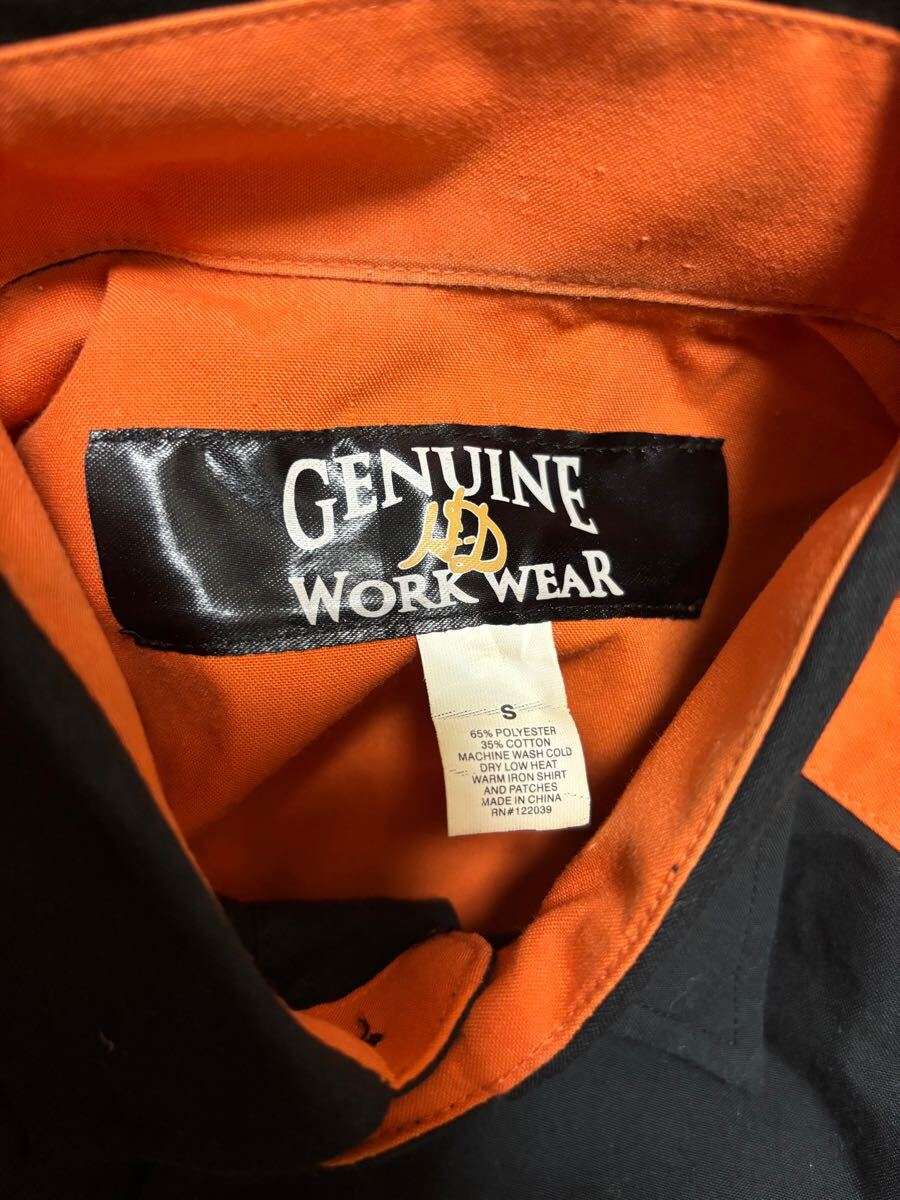 GENUINE
WORK WEAR
S
65% POLYESTER
35% COTTON
MACHINE WASH COLD
DRY LOW HEAT
WARM IRON SHIRT
AND PATCHES
MADE IN CHINA
RN#122039